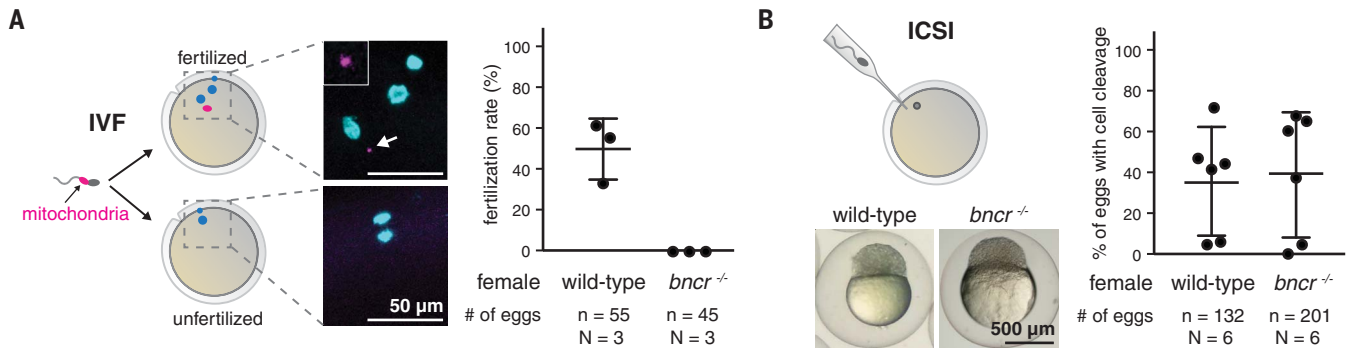 A
IVF
mitochondria
fertilized
unfertilized
50 µm
fertilization rate (%)
100
80
60
40
20
0
female wild-type bncr -/-
# of eggs n = 55 n = 45
N = 3 N = 3
B
ICSI
wild-type bncr -/-
500 µm
% of eggs with cell cleavage
100
80
60
40
20
0
female wild-type bncr -/-
# of eggs n = 132 n = 201
N = 6 N = 6